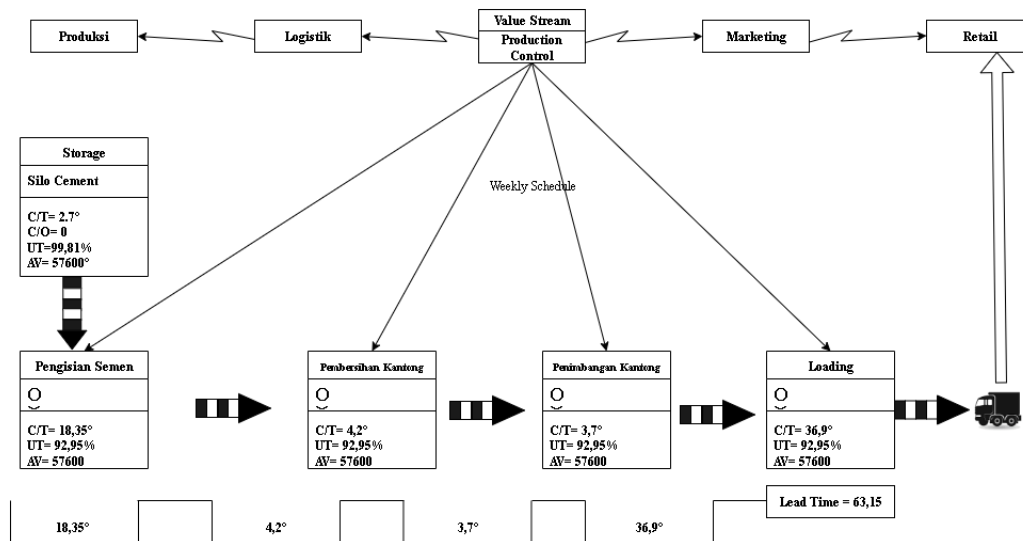 Value Stream
Production
Control
Produksi
Logistik
Marketing
Retail
Storage
Silo Cement
C/T= 2.7°
C/O= 0
UT=99,81%
AV= 57600°
Weekly Schedule
Pengisian Semen
O
C/T= 18,35°
UT= 92,95%
AV= 57600
Pembersihan Kantong
O
C/T= 4,2°
UT= 92,95%
AV= 57600
Penimbangan Kantong
O
C/T= 3,7°
UT= 92,95%
AV= 57600
Loading
O
C/T= 36,9°
UT= 92,95%
AV= 57600
18,35°
4,2°
3,7°
36,9°
Lead Time = 63,15